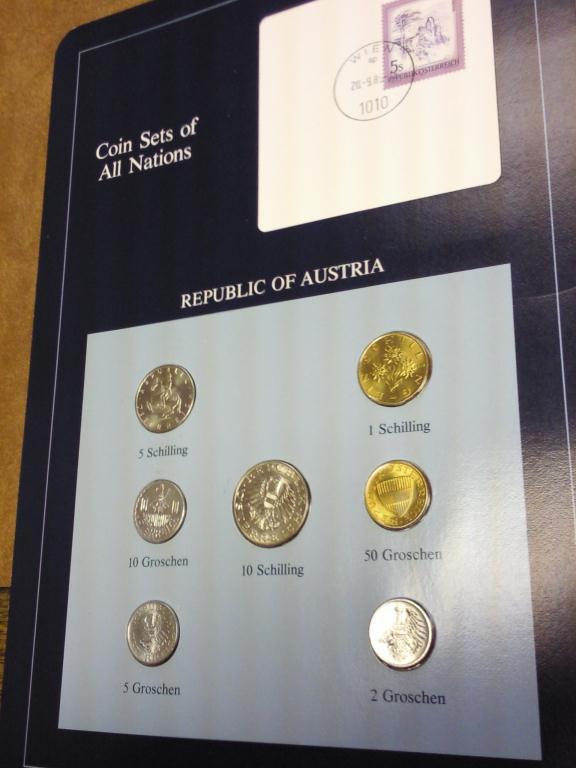 5s
REPUBLIK ÖSTERREICH
WIEN
1010
Coin Sets of
All Nations
REPUBLIC OF AUSTRIA
5 Schilling
1 Schilling
10 Groschen
10 Schilling
50 Groschen
5 Groschen
2 Groschen